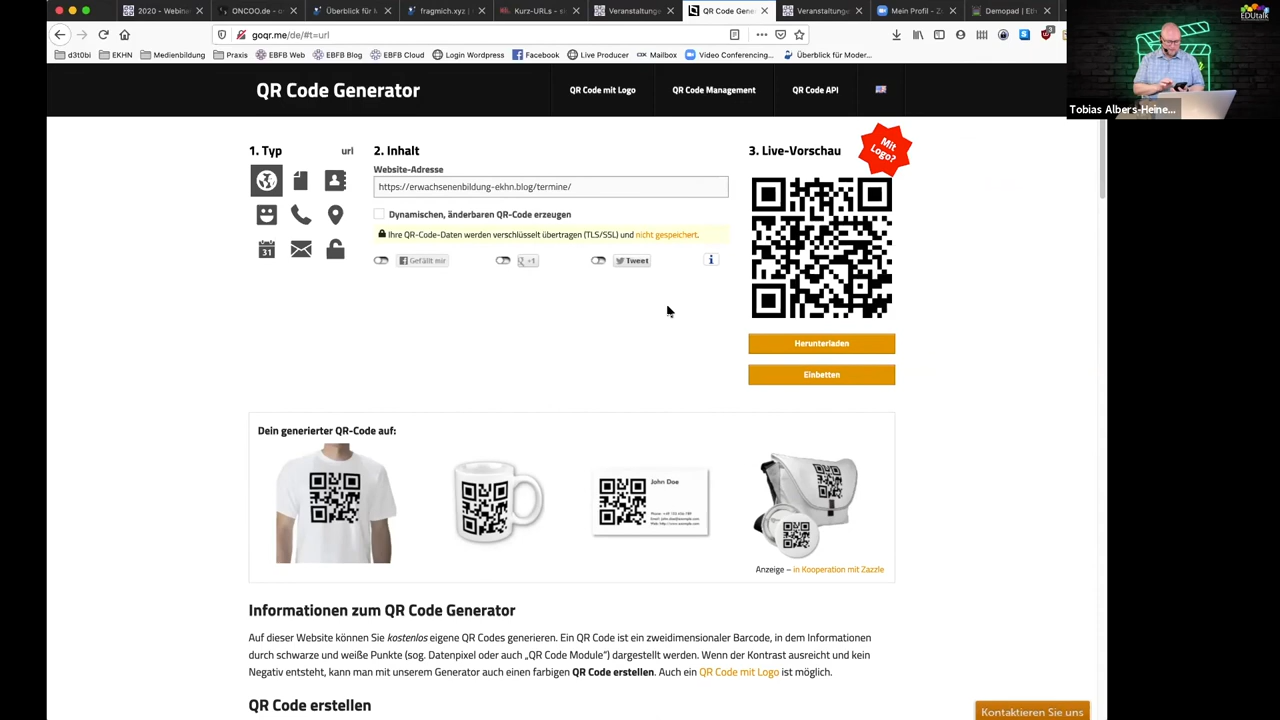 2020 - Webine
ONCOO.de - o
Überblick für M
fragmich.xyz |
Kurz-URLs - si
Veranstaltunge
QR Code Gener
Veranstaltunge
Mein Profil - Zo
Demopad | Eth
goqr.me/de/#t=url
d3t0bi
EKHN
Medienbildung
Praxis
EBFB Web
EBFB Blog
EBFB Cloud
Login Wordpress
Facebook
Live Producer
Mailbox
Video Conferencing...
Überblick für Moder...
EDUtalk
Tobias Albers-Heine...
QR Code Generator
QR Code mit Logo
QR Code Management
QR Code API
1. Typ
url
2. Inhalt
3. Live-Vorschau
Mit
Logo?
Website-Adresse
https://erwachsenenbildung-ekhn.blog/termine/
Dynamischen, änderbaren QR-Code erzeugen
Ihre QR-Code-Daten werden verschlüsselt übertragen (TLS/SSL) und nicht gespeichert.
31
Gefällt mir
+1
Tweet
i
Herunterladen
Einbetten
Dein generierter QR-Code auf:
John Doe
Anzeige – in Kooperation mit Zazzle
Informationen zum QR Code Generator
Auf dieser Website können Sie kostenlos eigene QR Codes generieren. Ein QR Code ist ein zweidimensionaler Barcode, in dem Informationen
durch schwarze und weiße Punkte (sog. Datenpixel oder auch „QR Code Module“) dargestellt werden. Wenn der Kontrast ausreicht und kein
Negativ entsteht, kann man mit unserem Generator auch einen farbigen QR Code erstellen. Auch ein QR Code mit Logo ist möglich.
QR Code erstellen
Kontaktieren Sie uns